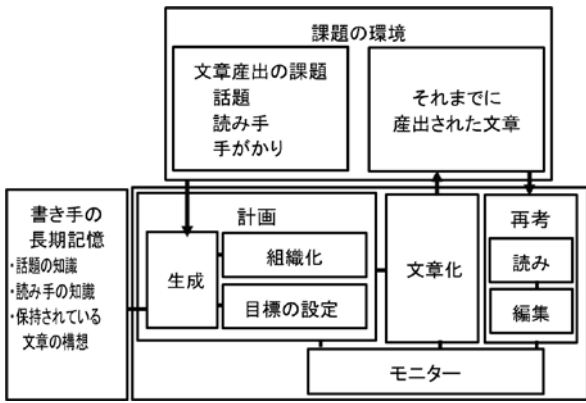 課題の環境
文章産出の課題
話題
読み手
手がかり
それまでに
産出された文章
書き手の
長期記憶
・話題の知識
・読み手の知識
・保持されている
文章の構想
計画
生成
組織化
目標の設定
文章化
再考
読み
編集
モニター